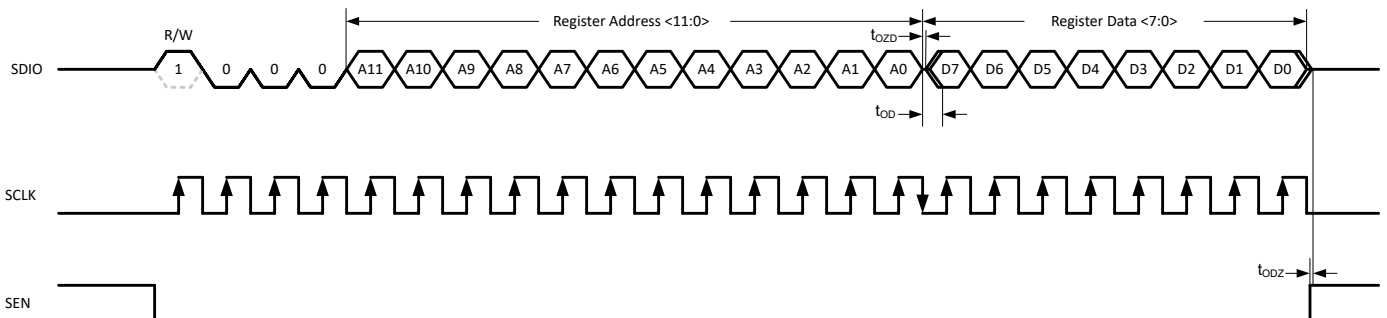 Register Address <11:0> Register Data <7:0>
R/W tOZD
SDIO 1 0 0 0 A11 A10 A9 A8 A7 A6 A5 A4 A3 A2 A1 A0 D7 D6 D5 D4 D3 D2 D1 D0
tOD
SCLK
tODZ
SEN